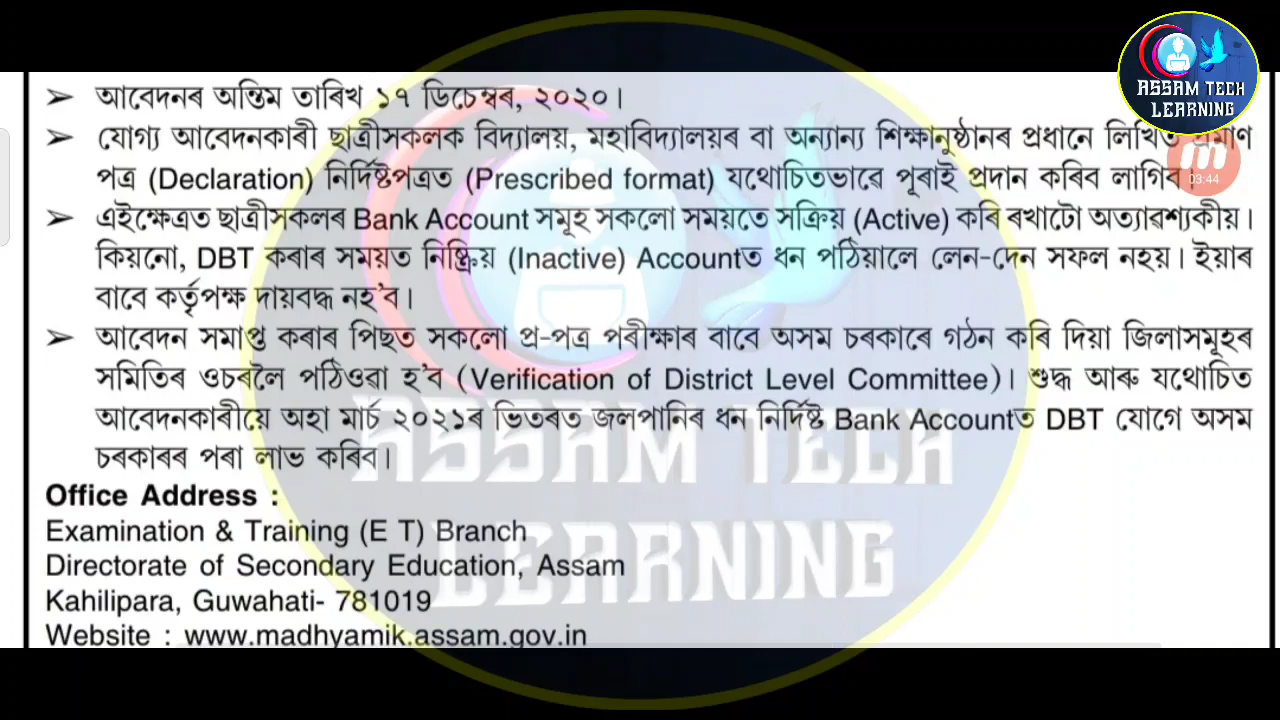 ASSAM TECH
LEARNING
➢ আবেদনৰ অন্তিম তাৰিখ ১৭ ডিচেম্বৰ, ২০২০।
➢ যোগ্য আবেদনকাৰী ছাত্ৰীসকলক বিদ্যালয়, মহাবিদ্যালয়ৰ বা অন্যান্য শিক্ষানুষ্ঠানৰ প্ৰধানে লিখিত প্ৰমাণ
পত্ৰ (Declaration) নিৰ্দিষ্টপত্ৰত (Prescribed format) যথোচিতভাৱে পূৰাই প্ৰদান কৰিব লাগিব।
03:44
➢ এইক্ষেত্ৰত ছাত্ৰীসকলৰ Bank Account সমূহ সকলো সময়তে সক্ৰিয় (Active) কৰি ৰখাটো অত্যাৱশ্যকীয়।
কিয়নো, DBT কৰাৰ সময়ত নিষ্ক্ৰিয় (Inactive) Accountত ধন পঠিয়ালে লেন-দেন সফল নহয়। ইয়াৰ
বাবে কৰ্তৃপক্ষ দায়বদ্ধ নহ'ব।
➢ আবেদন সমাপ্ত কৰাৰ পিছত সকলো প্ৰ-পত্ৰ পৰীক্ষাৰ বাবে অসম চৰকাৰে গঠন কৰি দিয়া জিলাসমূহৰ
সমিতিৰ ওচৰলৈ পঠিওৱা হ'ব (Verification of District Level Committee)। শুদ্ধ আৰু যথোচিত
আবেদনকাৰীয়ে অহা মাৰ্চ ২০২১ৰ ভিতৰত জলপানিৰ ধন নিৰ্দিষ্ট Bank Accountত DBT যোগে অসম
চৰকাৰৰ পৰা লাভ কৰিব।
ASSAM TECH
LEARNING
Office Address :
Examination & Training (E T) Branch
Directorate of Secondary Education, Assam
Kahilipara, Guwahati- 781019
Website : www.madhyamik.assam.gov.in